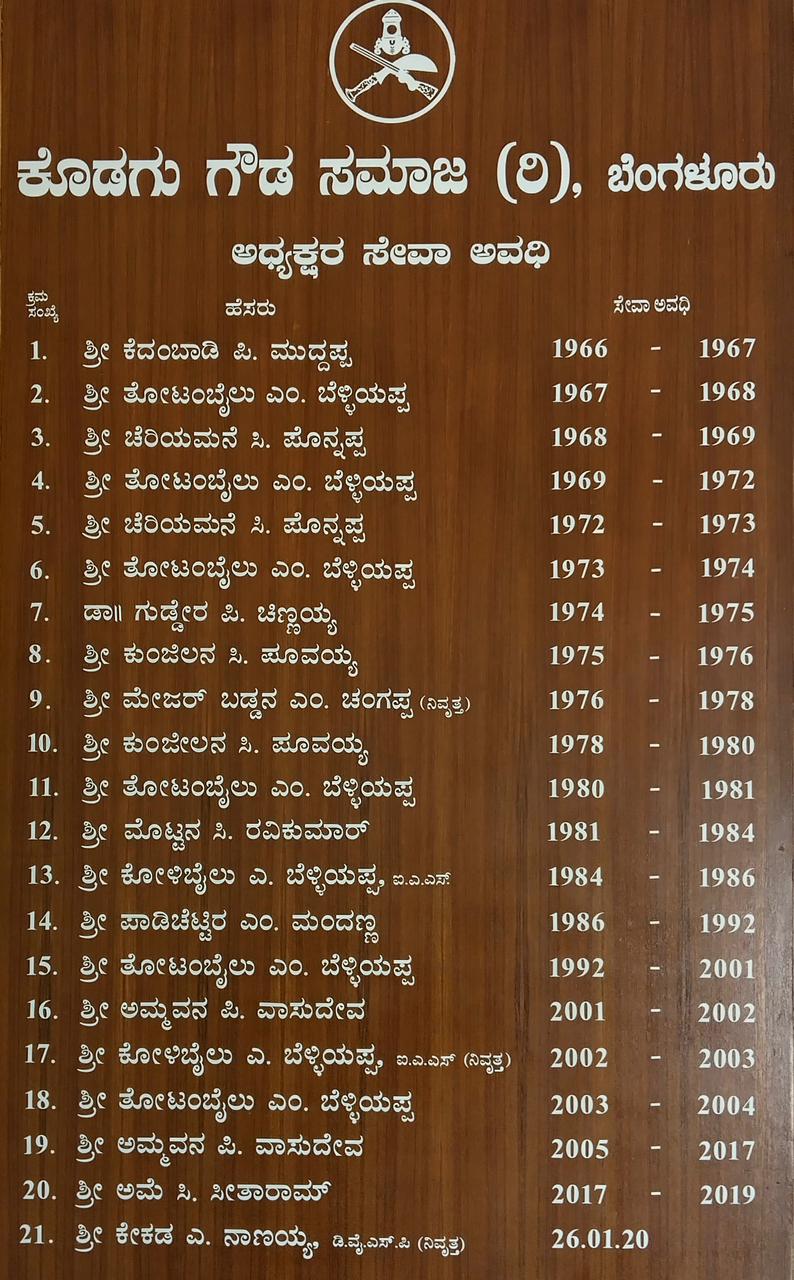 ಕೊಡಗು ಗೌಡ ಸಮಾಜ (ರಿ), ಬೆಂಗಳೂರು
ಅಧ್ಯಕ್ಷರ ಸೇವಾ ಅವಧಿ
ಕ್ರಮ ಸಂಖ್ಯೆ ಹೆಸರು ಸೇವಾ ಅವಧಿ
1. ಶ್ರೀ ಕೆದಂಬಾಡಿ ಪಿ. ಮುದ್ದಪ್ಪ 1966 - 1967
2. ಶ್ರೀ ತೋಟಂಬೈಲು ಎಂ. ಬೆಳ್ಳಿಯಪ್ಪ 1967 - 1968
3. ಶ್ರೀ ಚೆರಿಯಮನೆ ಸಿ. ಪೊನ್ನಪ್ಪ 1968 - 1969
4. ಶ್ರೀ ತೋಟಂಬೈಲು ಎಂ. ಬೆಳ್ಳಿಯಪ್ಪ 1969 - 1972
5. ಶ್ರೀ ಚೆರಿಯಮನೆ ಸಿ. ಪೊನ್ನಪ್ಪ 1972 - 1973
6. ಶ್ರೀ ತೋಟಂಬೈಲು ಎಂ. ಬೆಳ್ಳಿಯಪ್ಪ 1973 - 1974
7. ಡಾ|| ಗುಡ್ಡೇರ ಪಿ. ಚಿಣ್ಣಯ್ಯ 1974 - 1975
8. ಶ್ರೀ ಕುಂಜಿಲನ ಸಿ. ಪೂವಯ್ಯ 1975 - 1976
9. ಶ್ರೀ ಮೇಜರ್ ಬಡ್ಡನ ಎಂ. ಚಂಗಪ್ಪ (ನಿವೃತ್ತ) 1976 - 1978
10. ಶ್ರೀ ಕುಂಜೀಲನ ಸಿ. ಪೂವಯ್ಯ 1978 - 1980
11. ಶ್ರೀ ತೋಟಂಬೈಲು ಎಂ. ಬೆಳ್ಳಿಯಪ್ಪ 1980 - 1981
12. ಶ್ರೀ ಮೊಟ್ಟನ ಸಿ. ರವಿಕುಮಾರ್ 1981 - 1984
13. ಶ್ರೀ ಕೋಳಿಬೈಲು ಎ. ಬೆಳ್ಳಿಯಪ್ಪ, ಐ.ಎ.ಎಸ್. 1984 - 1986
14. ಶ್ರೀ ಪಾಡಿಚೆಟ್ಟಿರ ಎಂ. ಮಂದಣ್ಣ 1986 - 1992
15. ಶ್ರೀ ತೋಟಂಬೈಲು ಎಂ. ಬೆಳ್ಳಿಯಪ್ಪ 1992 - 2001
16. ಶ್ರೀ ಅಮ್ಮವನ ಪಿ. ವಾಸುದೇವ 2001 - 2002
17. ಶ್ರೀ ಕೋಳಿಬೈಲು ಎ. ಬೆಳ್ಳಿಯಪ್ಪ, ಐ.ಎ.ಎಸ್ (ನಿವೃತ್ತ) 2002 - 2003
18. ಶ್ರೀ ತೋಟಂಬೈಲು ಎಂ. ಬೆಳ್ಳಿಯಪ್ಪ 2003 - 2004
19. ಶ್ರೀ ಅಮ್ಮವನ ಪಿ. ವಾಸುದೇವ 2005 - 2017
20. ಶ್ರೀ ಅಮೆ ಸಿ. ಸೀತಾರಾಮ್ 2017 - 2019
21. ಶ್ರೀ ಕೇಕಡ ಎ. ನಾಣಯ್ಯ, ಡಿ.ವೈ.ಎಸ್.ಪಿ (ನಿವೃತ್ತ) 26.01.20